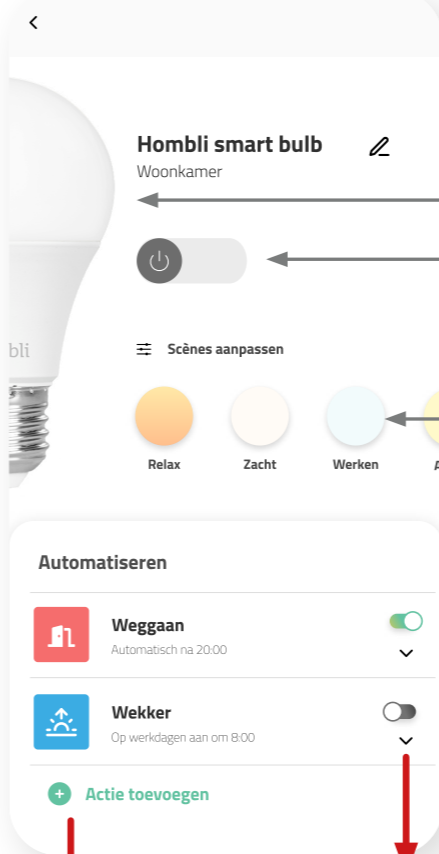 Hombli smart bulb
Woonkamer
bli
Scènes aanpassen
Relax
Zacht
Werken
Automatiseren
Weggaan
Automatisch na 20:00
Wekker
Op werkdagen aan om 8:00
Actie toevoegen